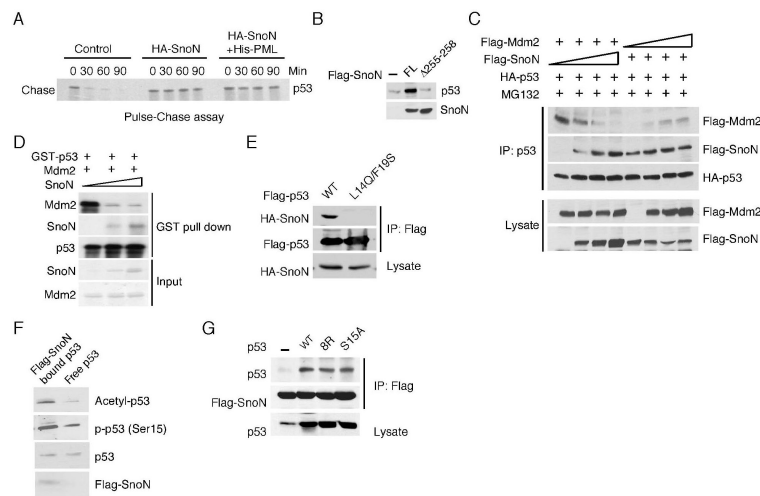 A
Control
HA-SnoN
HA-SnoN
+His-PML
0 30 60 90
0 30 60 90
0 30 60 90
Min
Chase
p53
Pulse-Chase assay
B
Flag-SnoN
–
FL
Δ255-258
p53
SnoN
C
Flag-Mdm2
+ + + +
Flag-SnoN
+ + + +
HA-p53
+ + + + + + + +
MG132
+ + + + + + + +
IP: p53
Flag-Mdm2
Flag-SnoN
HA-p53
Lysate
Flag-Mdm2
Flag-SnoN
D
GST-p53
+ + +
Mdm2
+ + +
SnoN
Mdm2
SnoN
p53
GST pull down
SnoN
Mdm2
Input
E
Flag-p53
WT
L14Q/F19S
HA-SnoN
Flag-p53
IP: Flag
HA-SnoN
Lysate
F
Flag-SnoN
bound p53
Free p53
Acetyl-p53
p-p53 (Ser15)
p53
Flag-SnoN
G
p53
–
WT
8R
S15A
p53
Flag-SnoN
IP: Flag
p53
Lysate